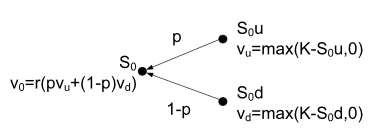 p
S₀u
vᵤ=max(K-S₀u,0)
S₀
v₀=r(pvᵤ+(1-p)v_d)
1-p
S₀d
v_d=max(K-S₀d,0)